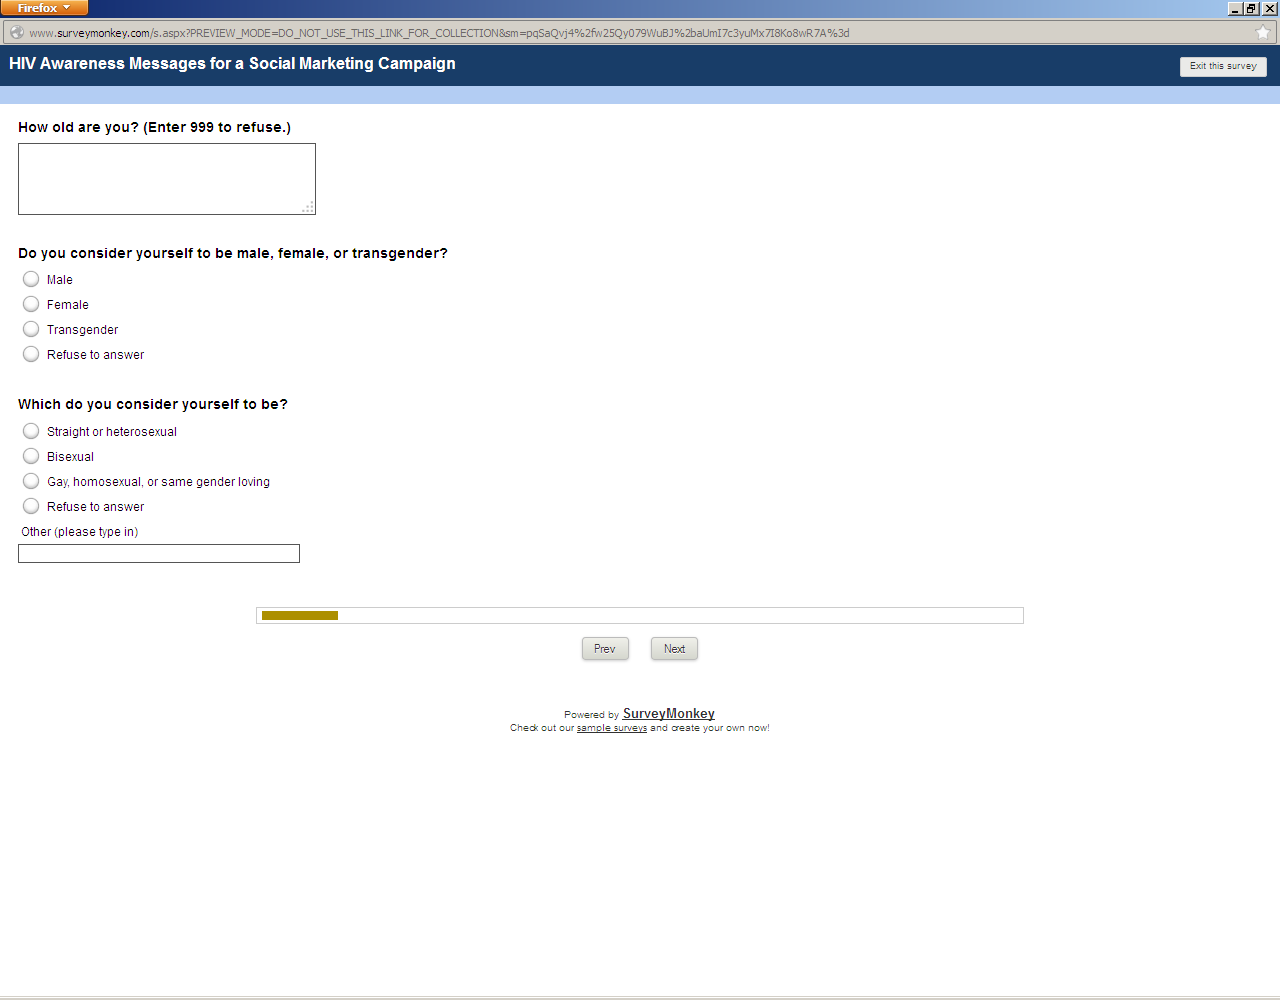 Firefox
www.surveymonkey.com/s.aspx?PREVIEW_MODE=DO_NOT_USE_THIS_LINK_FOR_COLLECTION&sm=pqSaQvj4%2fw25Qy079WuBJ%2baUmI7c3yuMx7I8Ko8wR7A%3d
HIV Awareness Messages for a Social Marketing Campaign
Exit this survey
How old are you? (Enter 999 to refuse.)
Do you consider yourself to be male, female, or transgender?
Male
Female
Transgender
Refuse to answer
Which do you consider yourself to be?
Straight or heterosexual
Bisexual
Gay, homosexual, or same gender loving
Refuse to answer
Other (please type in)
Prev Next
Powered by SurveyMonkey
Check out our sample surveys and create your own now!